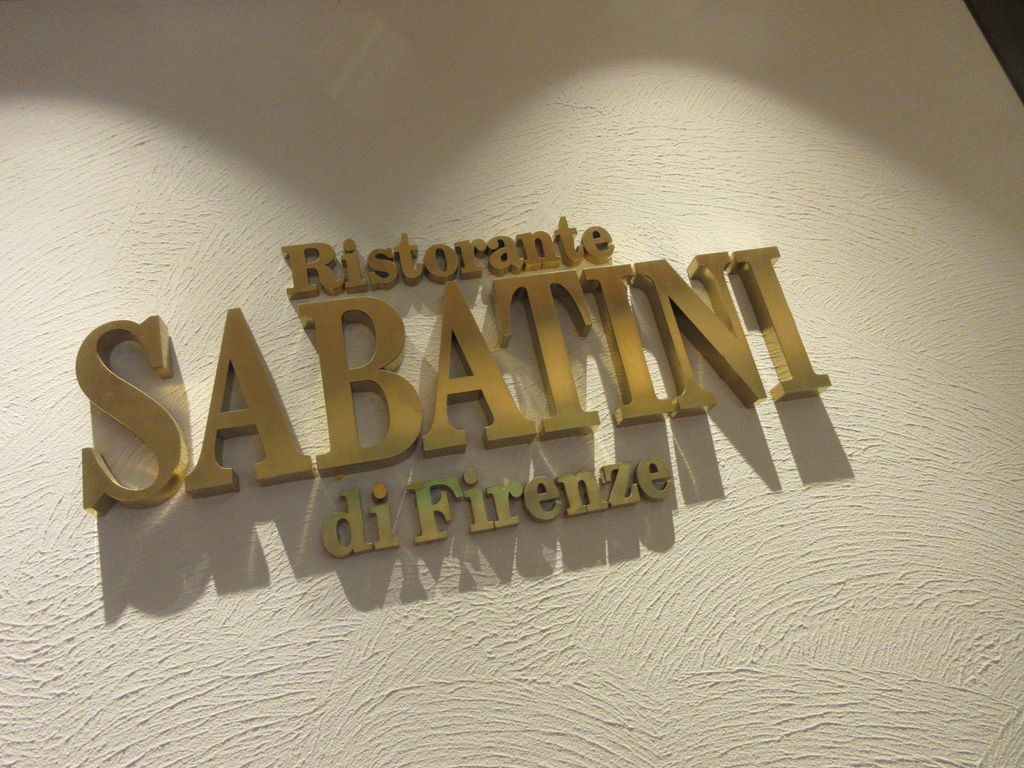 Ristorante
SABATINI
di Firenze